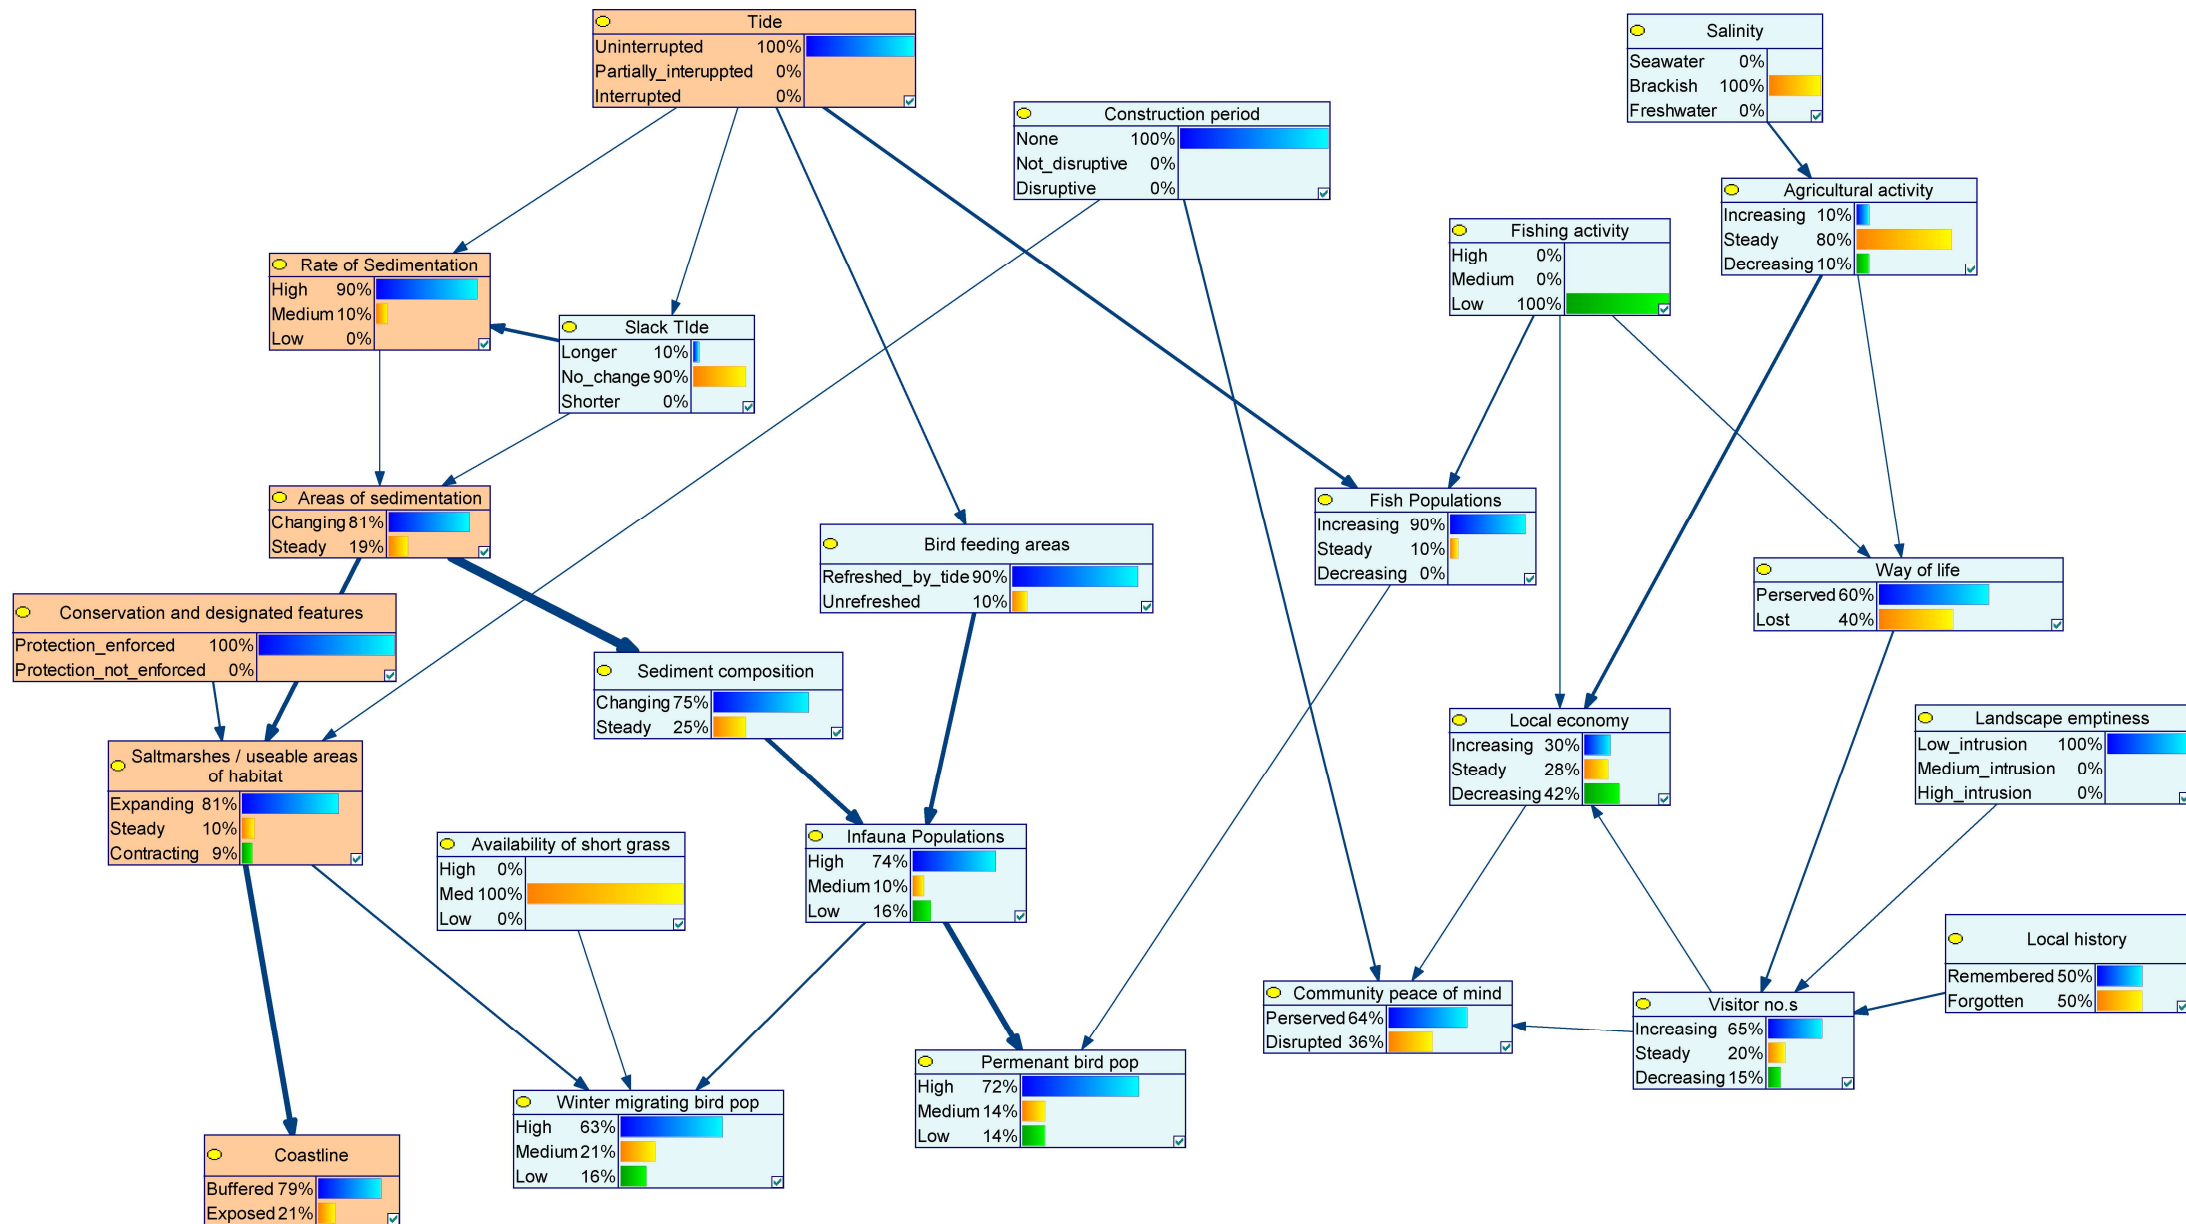 Tide
Uninterrupted 100%
Partially_interuppted 0%
Interrupted 0%
Salinity
Seawater 0%
Brackish 100%
Freshwater 0%
Construction period
None 100%
Not_disruptive 0%
Disruptive 0%
Agricultural activity
Increasing 10%
Steady 80%
Decreasing 10%
Fishing activity
High 0%
Medium 0%
Low 100%
Rate of Sedimentation
High 90%
Medium 10%
Low 0%
Slack TIde
Longer 10%
No_change 90%
Shorter 0%
Areas of sedimentation
Changing 81%
Steady 19%
Bird feeding areas
Refreshed_by_tide 90%
Unrefreshed 10%
Fish Populations
Increasing 90%
Steady 10%
Decreasing 0%
Way of life
Perserved 60%
Lost 40%
Conservation and designated features
Protection_enforced 100%
Protection_not_enforced 0%
Sediment composition
Changing 75%
Steady 25%
Local economy
Increasing 30%
Steady 28%
Decreasing 42%
Landscape emptiness
Low_intrusion 100%
Medium_intrusion 0%
High_intrusion 0%
Saltmarshes / useable areas
of habitat
Expanding 81%
Steady 10%
Contracting 9%
Availability of short grass
High 0%
Med 100%
Low 0%
Infauna Populations
High 74%
Medium 10%
Low 16%
Local history
Remembered 50%
Forgotten 50%
Community peace of mind
Perserved 64%
Disrupted 36%
Visitor no.s
Increasing 65%
Steady 20%
Decreasing 15%
Permenant bird pop
High 72%
Medium 14%
Low 14%
Winter migrating bird pop
High 63%
Medium 21%
Low 16%
Coastline
Buffered 79%
Exposed 21%